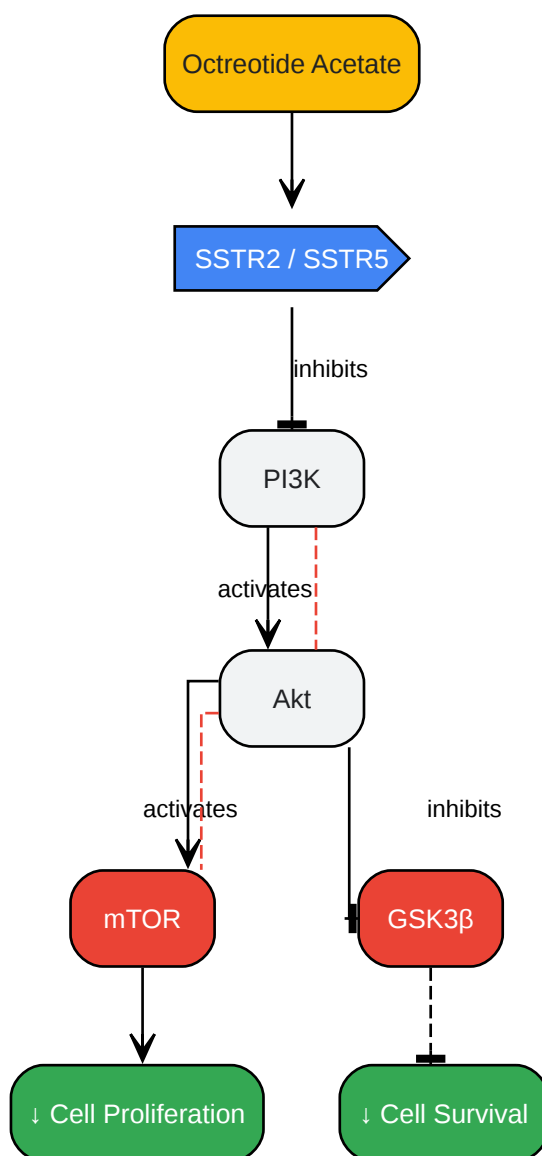 Octreotide Acetate
SSTR2 / SSTR5
inhibits
PI3K
activates
Akt
activates
inhibits
mTOR
GSK3β
↓ Cell Proliferation
↓ Cell Survival